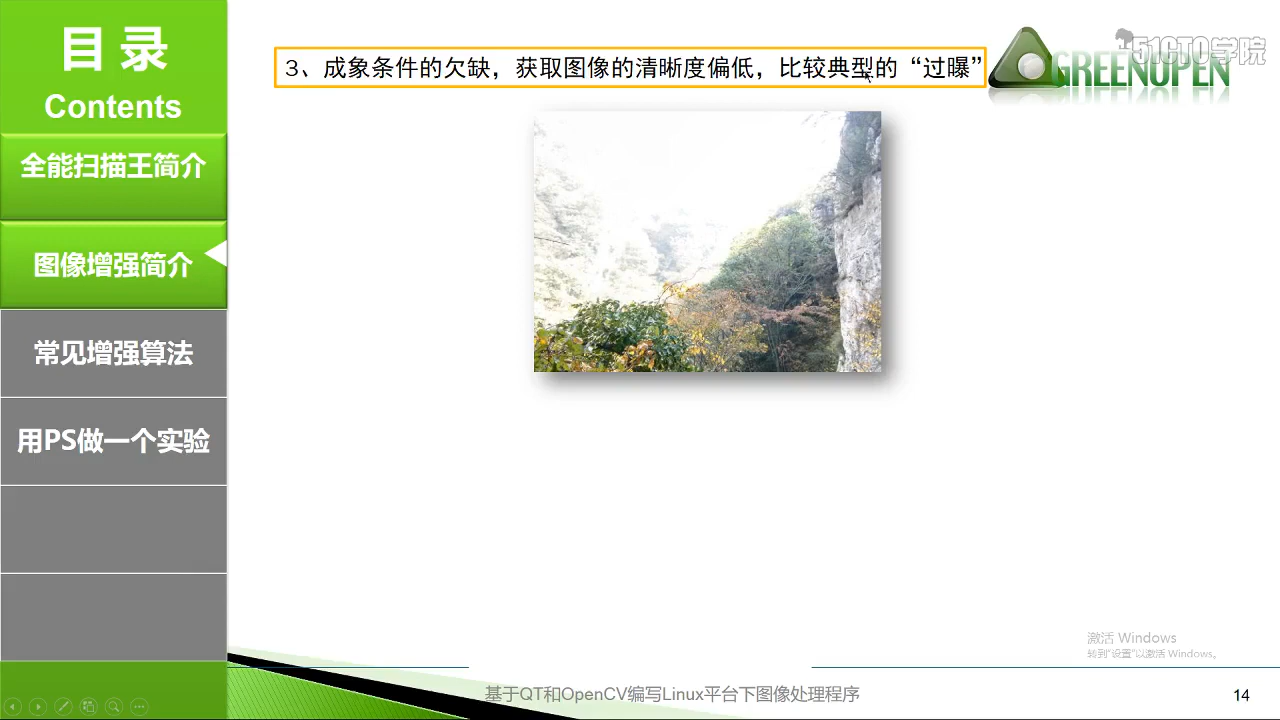 目 录
Contents
全能扫描王简介
图像增强简介
常见增强算法
用PS做一个实验
3、成象条件的欠缺，获取图像的清晰度偏低，比较典型的“过曝”
51CTO学院
GREENOPEN
激活 Windows
转到“设置”以激活 Windows。
基于QT和OpenCV编写Linux平台下图像处理程序
14